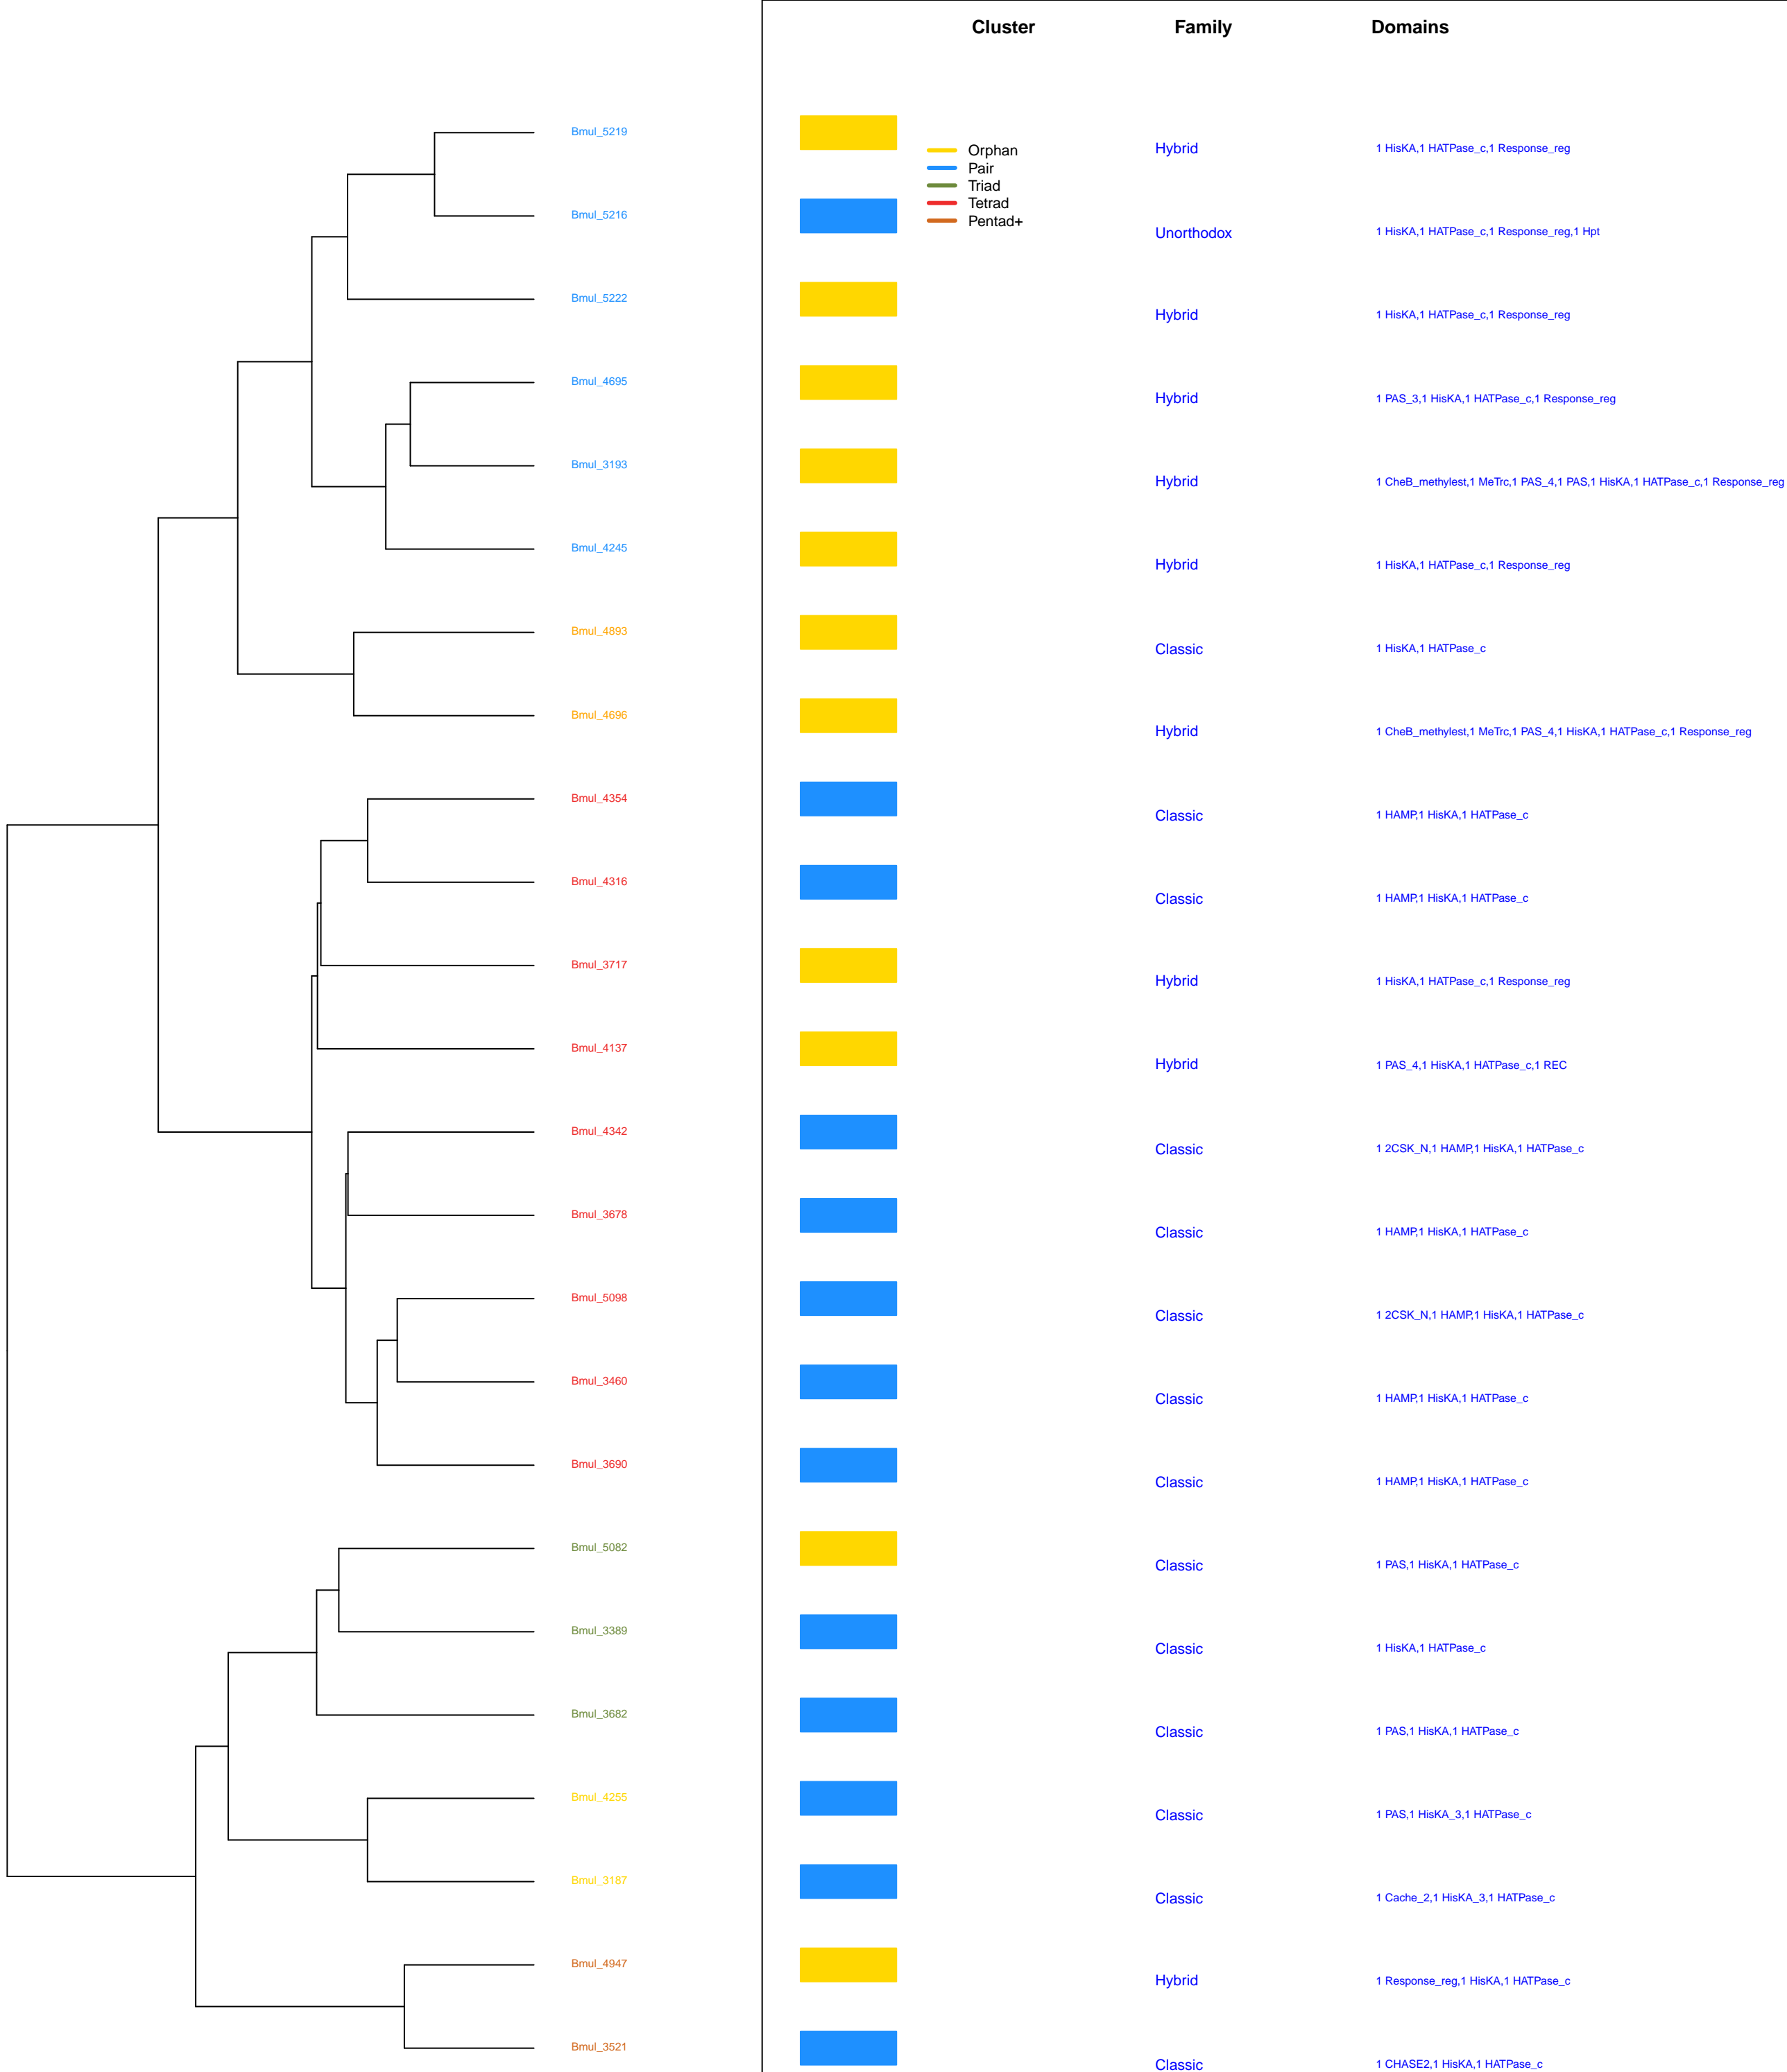 Cluster Family Domains
Bmul_5219 Hybrid 1 HisKA,1 HATPase_c,1 Response_reg
Orphan
Pair
Triad
Tetrad
Pentad+
Bmul_5216 Unorthodox 1 HisKA,1 HATPase_c,1 Response_reg,1 Hpt
Bmul_5222 Hybrid 1 HisKA,1 HATPase_c,1 Response_reg
Bmul_4695 Hybrid 1 PAS_3,1 HisKA,1 HATPase_c,1 Response_reg
Bmul_3193 Hybrid 1 CheB_methylest,1 MeTrc,1 PAS_4,1 PAS,1 HisKA,1 HATPase_c,1 Response_reg
Bmul_4245 Hybrid 1 HisKA,1 HATPase_c,1 Response_reg
Bmul_4893 Classic 1 HisKA,1 HATPase_c
Bmul_4696 Hybrid 1 CheB_methylest,1 MeTrc,1 PAS_4,1 HisKA,1 HATPase_c,1 Response_reg
Bmul_4354 Classic 1 HAMP,1 HisKA,1 HATPase_c
Bmul_4316 Classic 1 HAMP,1 HisKA,1 HATPase_c
Bmul_3717 Hybrid 1 HisKA,1 HATPase_c,1 Response_reg
Bmul_4137 Hybrid 1 PAS_4,1 HisKA,1 HATPase_c,1 REC
Bmul_4342 Classic 1 2CSK_N,1 HAMP,1 HisKA,1 HATPase_c
Bmul_3678 Classic 1 HAMP,1 HisKA,1 HATPase_c
Bmul_5098 Classic 1 2CSK_N,1 HAMP,1 HisKA,1 HATPase_c
Bmul_3460 Classic 1 HAMP,1 HisKA,1 HATPase_c
Bmul_3690 Classic 1 HAMP,1 HisKA,1 HATPase_c
Bmul_5082 Classic 1 PAS,1 HisKA,1 HATPase_c
Bmul_3389 Classic 1 HisKA,1 HATPase_c
Bmul_3682 Classic 1 PAS,1 HisKA,1 HATPase_c
Bmul_4255 Classic 1 PAS,1 HisKA_3,1 HATPase_c
Bmul_3187 Classic 1 Cache_2,1 HisKA_3,1 HATPase_c
Bmul_4947 Hybrid 1 Response_reg,1 HisKA,1 HATPase_c
Bmul_3521 Classic 1 CHASE2,1 HisKA,1 HATPase_c